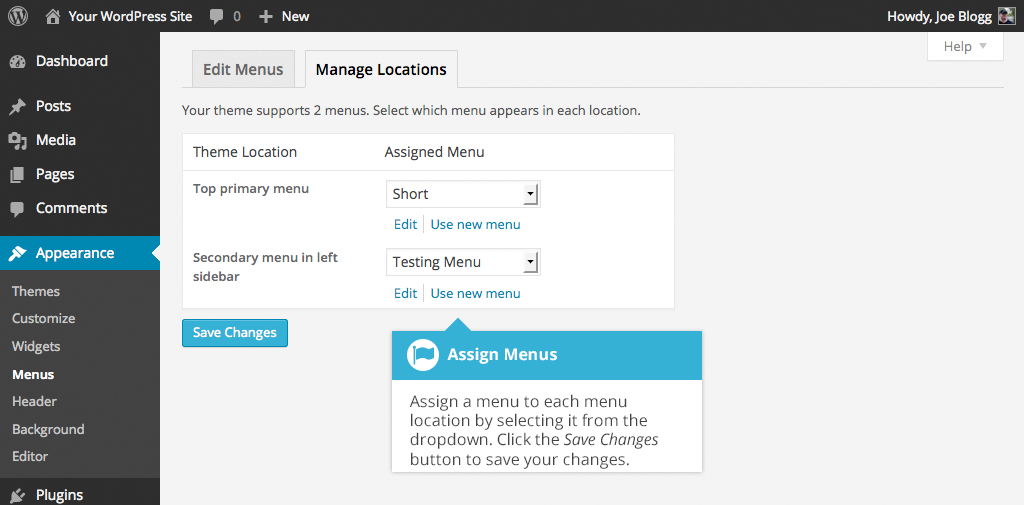 Your WordPress Site 0 + New Howdy, Joe Blogg
Help
Dashboard
Posts
Media
Pages
Comments
Appearance
Themes
Customize
Widgets
Menus
Header
Background
Editor
Plugins
Edit Menus Manage Locations
Your theme supports 2 menus. Select which menu appears in each location.
Theme Location Assigned Menu
Top primary menu Short
Edit Use new menu
Secondary menu in left Testing Menu
sidebar
Edit Use new menu
Save Changes
Assign Menus
Assign a menu to each menu
location by selecting it from the
dropdown. Click the Save Changes
button to save your changes.